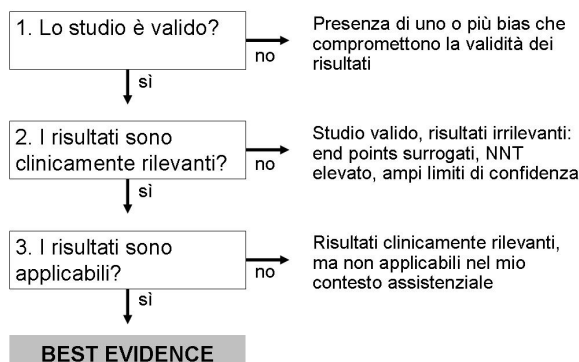 1. Lo studio è valido?
no
Presenza di uno o più bias che
compromettono la validità dei
risultati
sì
2. I risultati sono
clinicamente rilevanti?
no
Studio valido, risultati irrilevanti:
end points surrogati, NNT
elevato, ampi limiti di confidenza
sì
3. I risultati sono
applicabili?
no
Risultati clinicamente rilevanti,
ma non applicabili nel mio
contesto assistenziale
sì
BEST EVIDENCE